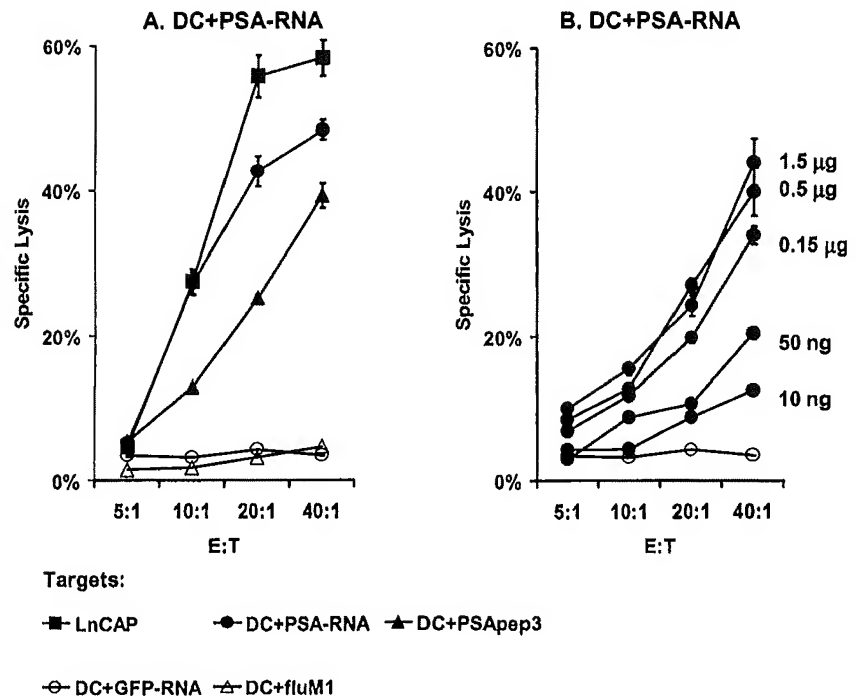 A. DC+PSA-RNA
60%
40%
20%
0%
Specific Lysis
5:1 10:1 20:1 40:1
E:T
B. DC+PSA-RNA
60%
40%
20%
0%
Specific Lysis
1.5 µg
0.5 µg
0.15 µg
50 ng
10 ng
5:1 10:1 20:1 40:1
E:T
Targets:
LnCAP DC+PSA-RNA DC+PSApep3
DC+GFP-RNA DC+fluM1